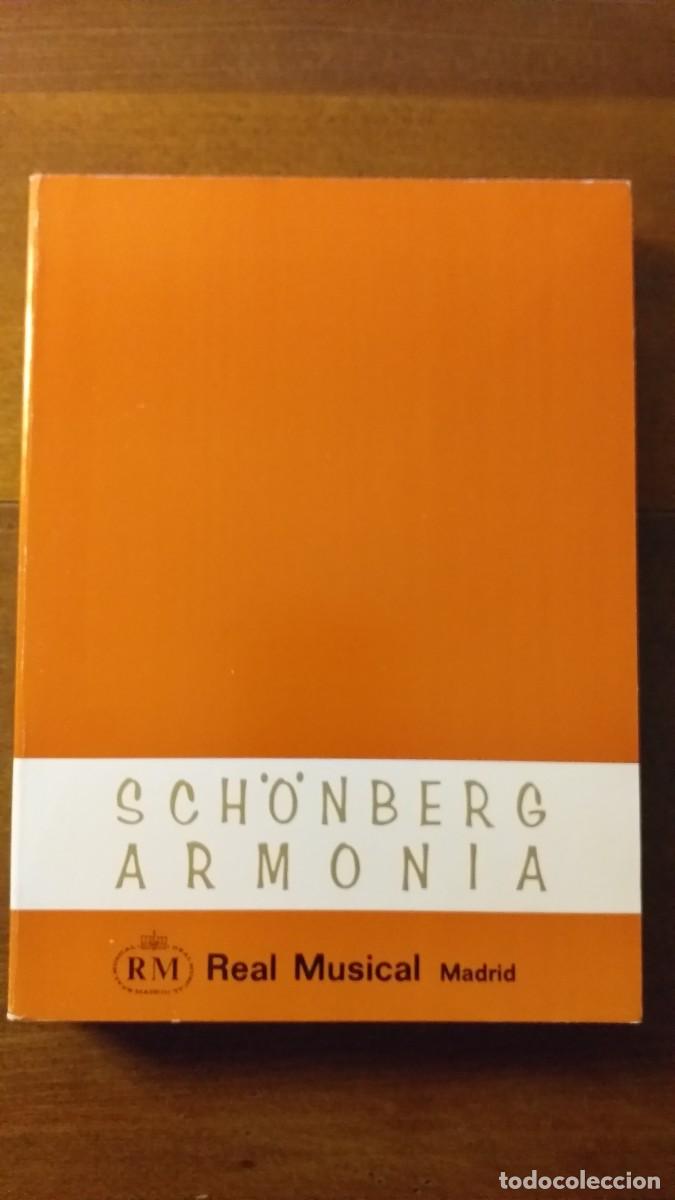 SCHÖNBERG
ARMONIA
RM Real Musical Madrid
todocoleccion